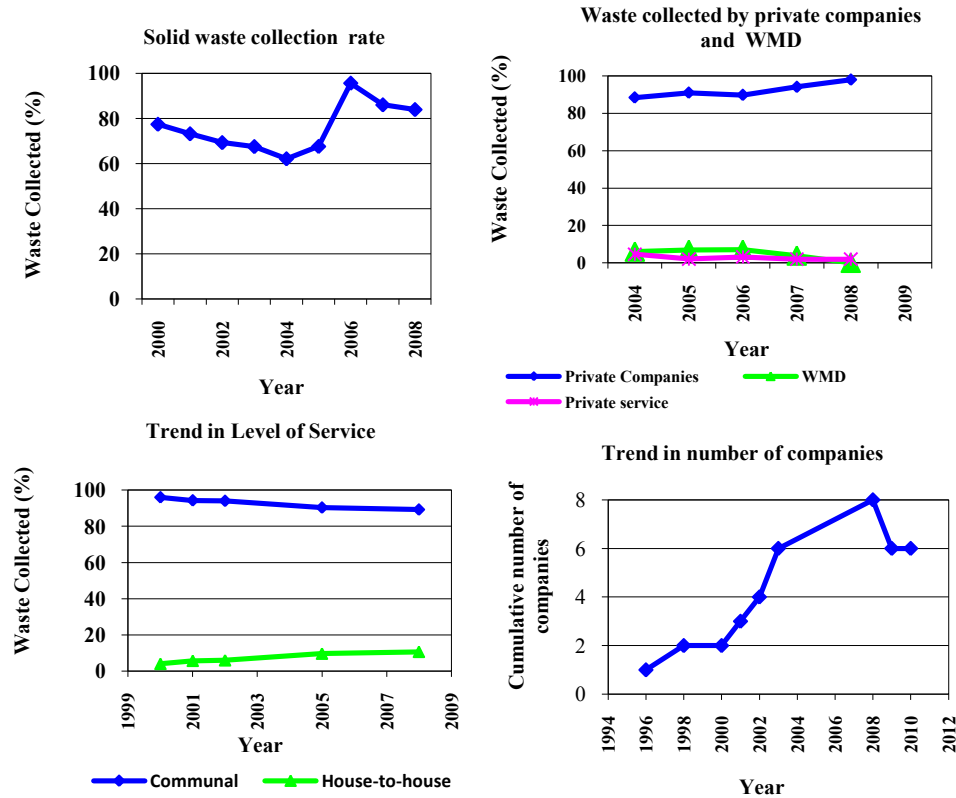 Solid waste collection rate
Waste Collected (%)
100
80
60
40
20
0
2000
2002
2004
2006
2008
Year
Waste collected by private companies
and WMD
Waste Collected (%)
100
80
60
40
20
0
2004
2005
2006
2007
2008
2009
Year
Private Companies
WMD
Private service
Trend in Level of Service
Waste Collected (%)
100
80
60
40
20
0
1999
2001
2003
2005
2007
2009
Year
Communal
House-to-house
Trend in number of companies
Cumulative number of
companies
8
6
4
2
0
1994
1996
1998
2000
2002
2004
2006
2008
2010
2012
Year